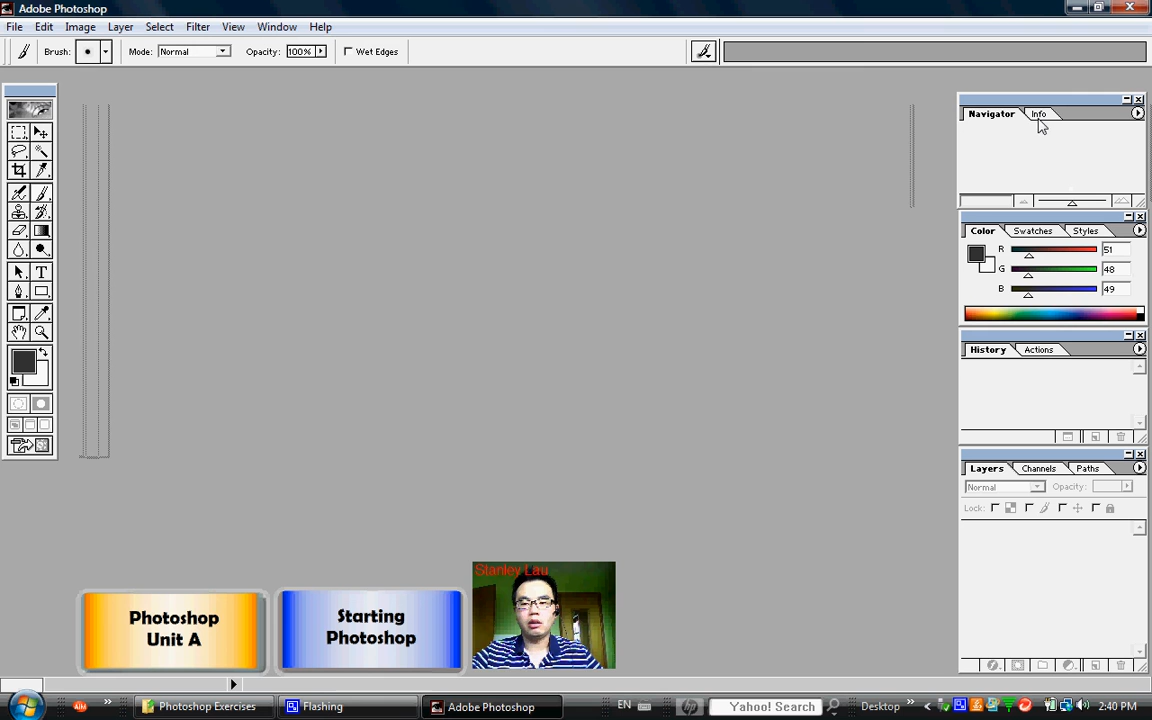 Adobe Photoshop
File Edit Image Layer Select Filter View Window Help
Brush: Mode: Normal Opacity: 100% Wet Edges
Navigator Info
Color Swatches Styles
R 51
G 48
B 49
History Actions
Layers Channels Paths
Normal Opacity:
Lock:
Stanley Lau
Photoshop
Unit A
Starting
Photoshop
AIM Photoshop Exercises Flashing Adobe Photoshop EN hp Yahoo! Search Desktop 2:40 PM